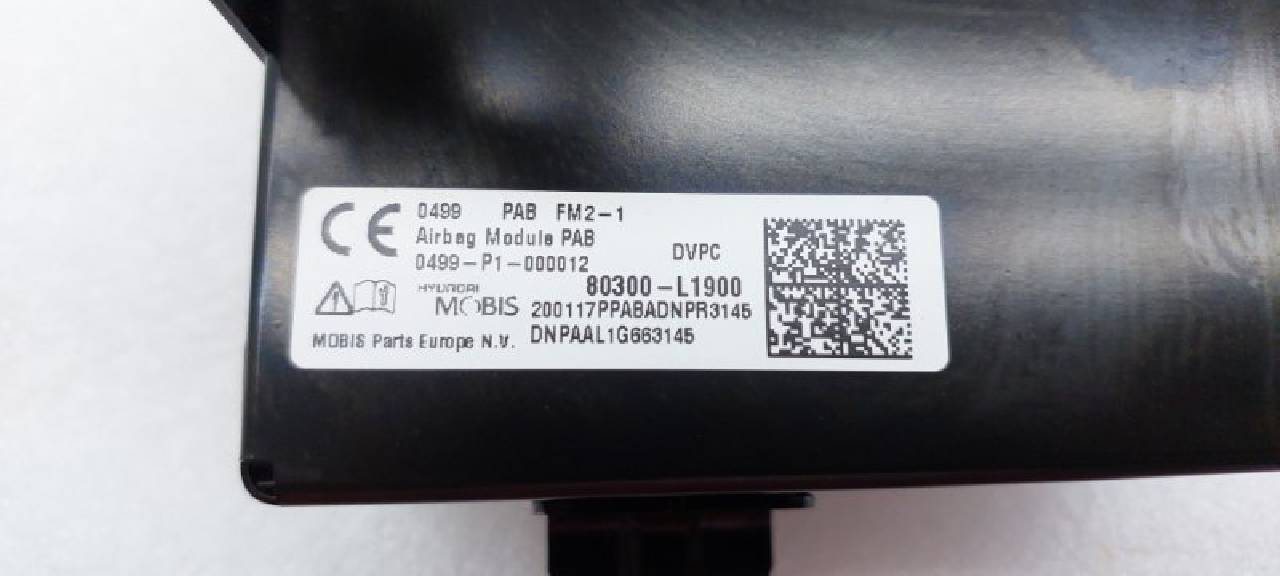 CE 0499 PAB FM2-1
Airbag Module PAB
0499-P1-000012 DVPC
80300-L1900
HYUNDAI
MOBIS 200117PPABADNPR3145
MOBIS Parts Europe N.V. DNPAAL1G663145